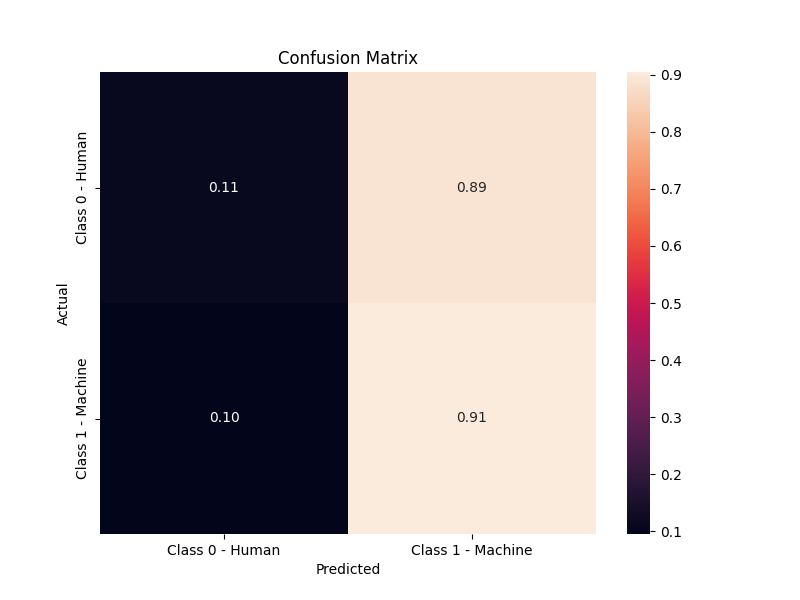 Confusion Matrix
Class 0 - Human
0.11
0.89
Actual
Class 1 - Machine
0.10
0.91
Class 0 - Human
Class 1 - Machine
Predicted
0.9
0.8
0.7
0.6
0.5
0.4
0.3
0.2
0.1